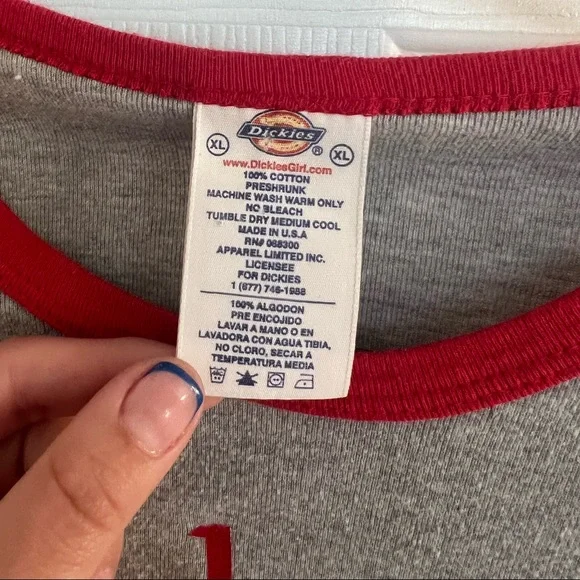 Dickies
®
XL XL
www.DickiesGirl.com
100% COTTON
PRESHRUNK
MACHINE WASH WARM ONLY
NO BLEACH
TUMBLE DRY MEDIUM COOL
MADE IN U.S.A
RN# 088300
APPAREL LIMITED INC.
LICENSEE
FOR DICKIES
1 (877) 746-1988
100% ALGODON
PRE ENCOJIDO
LAVAR A MANO O EN
LAVADORA CON AGUA TIBIA,
NO CLORO, SECAR A
TEMPERATURA MEDIA